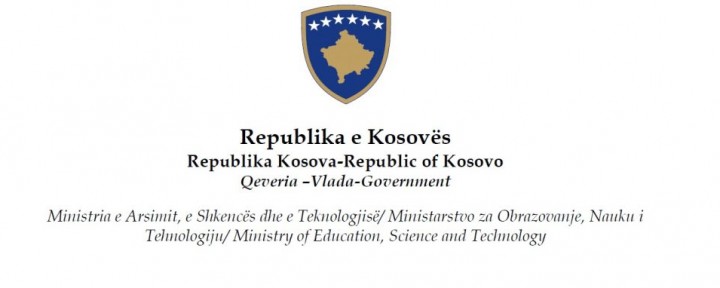 Republika e Kosovës
Republika Kosova-Republic of Kosovo
Qeveria –Vlada-Government
Ministria e Arsimit, e Shkencës dhe e Teknologjisë/ Ministarstvo za Obrazovanje, Nauku i
Tehnologiju/ Ministry of Education, Science and Technology